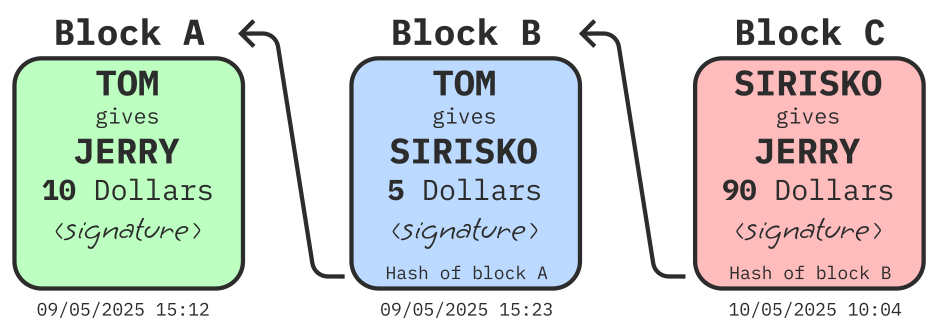 Block A
TOM
gives
JERRY
10 Dollars
<signature>
09/05/2025 15:12
Block B
TOM
gives
SIRISKO
5 Dollars
<signature>
Hash of block A
09/05/2025 15:23
Block C
SIRISKO
gives
JERRY
90 Dollars
<signature>
Hash of block B
10/05/2025 10:04